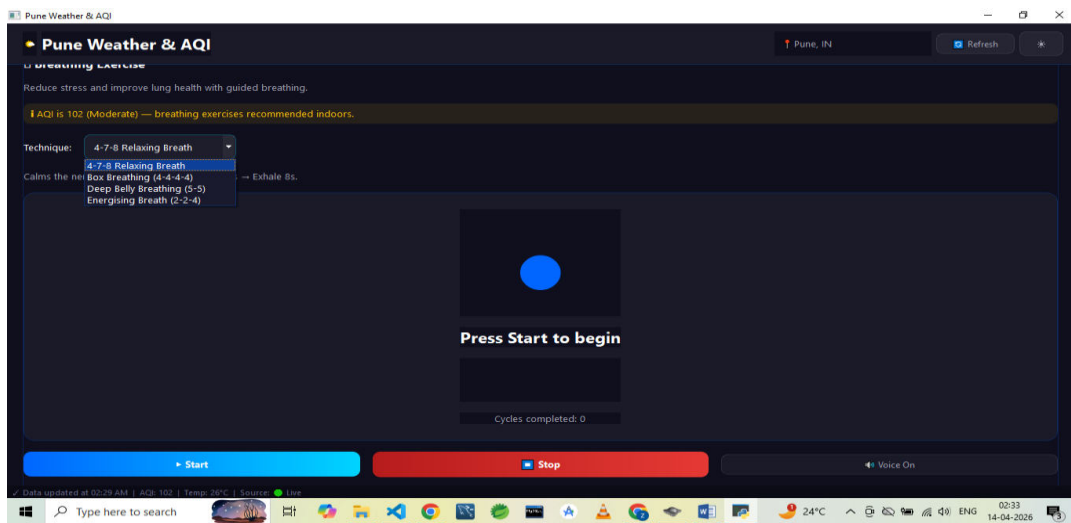 Pune Weather & AQI
Pune Weather & AQI
Pune, IN
Refresh
Breathing Exercise
Reduce stress and improve lung health with guided breathing.
AQI is 102 (Moderate) — breathing exercises recommended indoors.
Technique: 4-7-8 Relaxing Breath
4-7-8 Relaxing Breath
Calms the
Box Breathing (4-4-4-4)
→ Exhale 8s.
Deep Belly Breathing (5-5)
Energising Breath (2-2-4)
Press Start to begin
Cycles completed: 0
► Start
Stop
Voice On
✓ Data updated at 02:29 AM | AQI: 102 | Temp: 26°C | Source: Live
Type here to search
24°C
ENG
02:33
14-04-2026